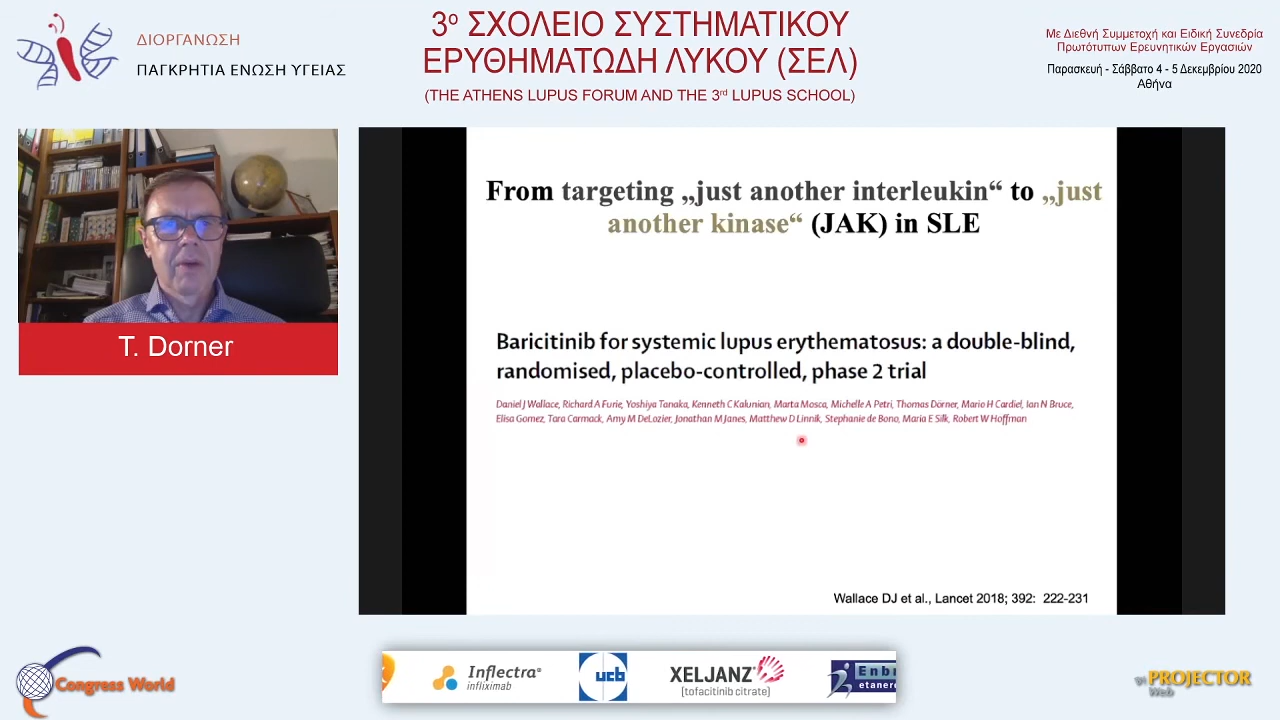 ΔΙΟΡΓΑΝΩΣΗ
ΠΑΓΚΡΗΤΙΑ ΕΝΩΣΗ ΥΓΕΙΑΣ
3ο ΣΧΟΛΕΙΟ ΣΥΣΤΗΜΑΤΙΚΟΥ
ΕΡΥΘΗΜΑΤΩΔΗ ΛΥΚΟΥ (ΣΕΛ)
(THE ATHENS LUPUS FORUM AND THE 3rd LUPUS SCHOOL)
Με Διεθνή Συμμετοχή και Ειδική Συνεδρία
Πρωτότυπων Ερευνητικών Εργασιών
Παρασκευή - Σάββατο 4 - 5 Δεκεμβρίου 2020
Αθήνα
T. Dorner
From targeting „just another interleukin“ to „just
another kinase“ (JAK) in SLE
Baricitinib for systemic lupus erythematosus: a double-blind,
randomised, placebo-controlled, phase 2 trial
Daniel J Wallace, Richard A Furie, Yoshiya Tanaka, Kenneth C Kalunian, Marta Mosca, Michelle A Petri, Thomas Dörner, Mario H Cardiel, Ian N Bruce,
Elisa Gomez, Tara Carmack, Amy M DeLozier, Jonathan M Janes, Matthew D Linnik, Stephanie de Bono, Maria E Silk, Robert W Hoffman
Wallace DJ et al., Lancet 2018; 392: 222-231
Congress World
Inflectra®
infliximab
ucb
XELJANZ®
[tofacitinib citrate]
Enb
etane
PROJECTOR
Web